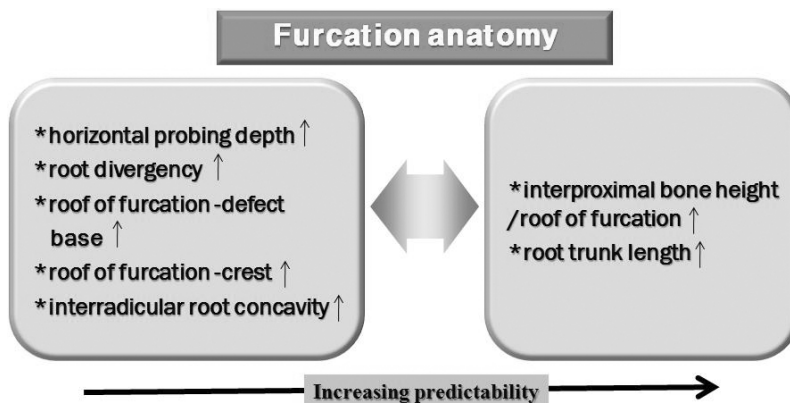 Furcation anatomy
*horizontal probing depth ↑
*root divergency ↑
*roof of furcation -defect
base ↑
*roof of furcation -crest ↑
*interradicular root concavity ↑
*interproximal bone height
/roof of furcation ↑
*root trunk length ↑
Increasing predictability